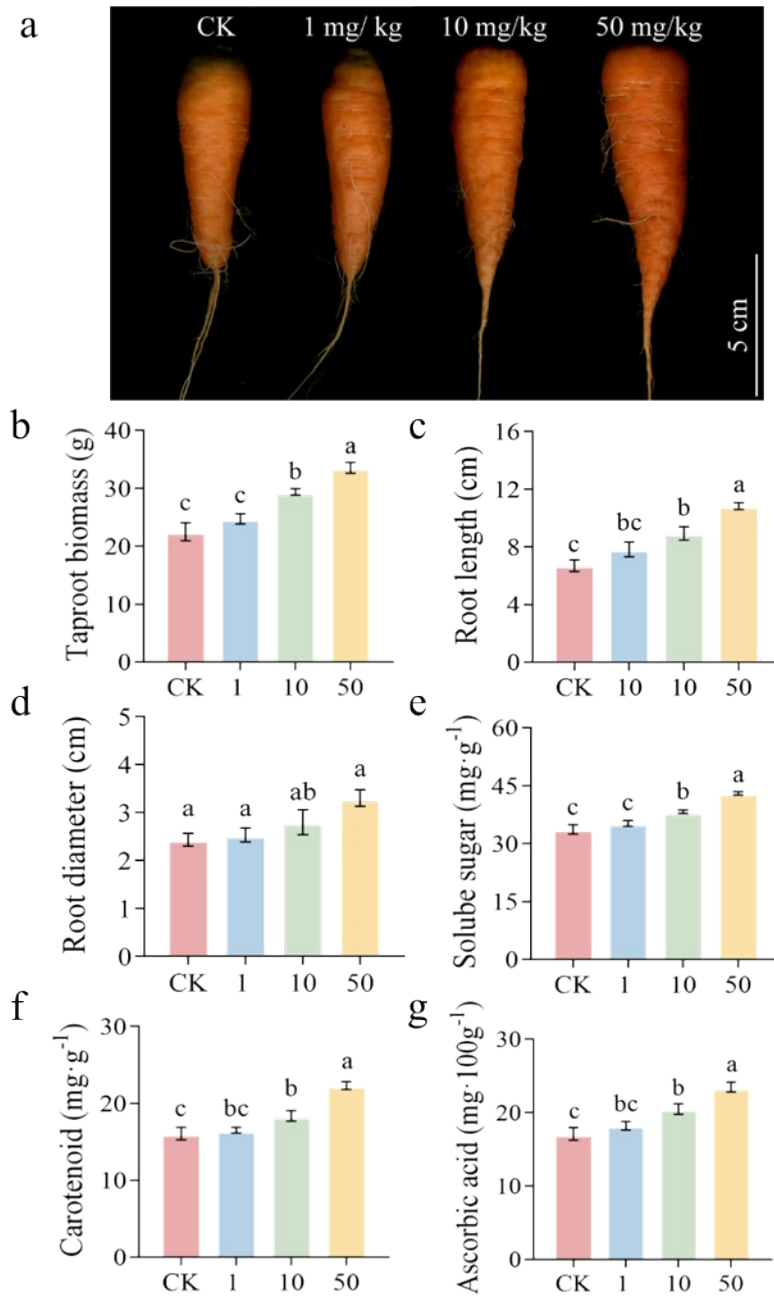 a
CK 1 mg/ kg 10 mg/kg 50 mg/kg
5 cm
b
Taproot biomass (g)
40
30
20
10
0
c c b a
CK 1 10 50
c
Root length (cm)
16
12
8
4
0
c bc b a
CK 10 10 50
d
Root diameter (cm)
5
4
3
2
1
0
a a ab a
CK 1 10 50
e
Solube sugar (mg·g⁻¹)
60
45
30
15
0
c c b a
CK 1 10 50
f
Carotenoid (mg·g⁻¹)
30
20
10
0
c bc b a
CK 1 10 50
g
Ascorbic acid (mg·100g⁻¹)
30
20
10
0
c bc b a
CK 1 10 50